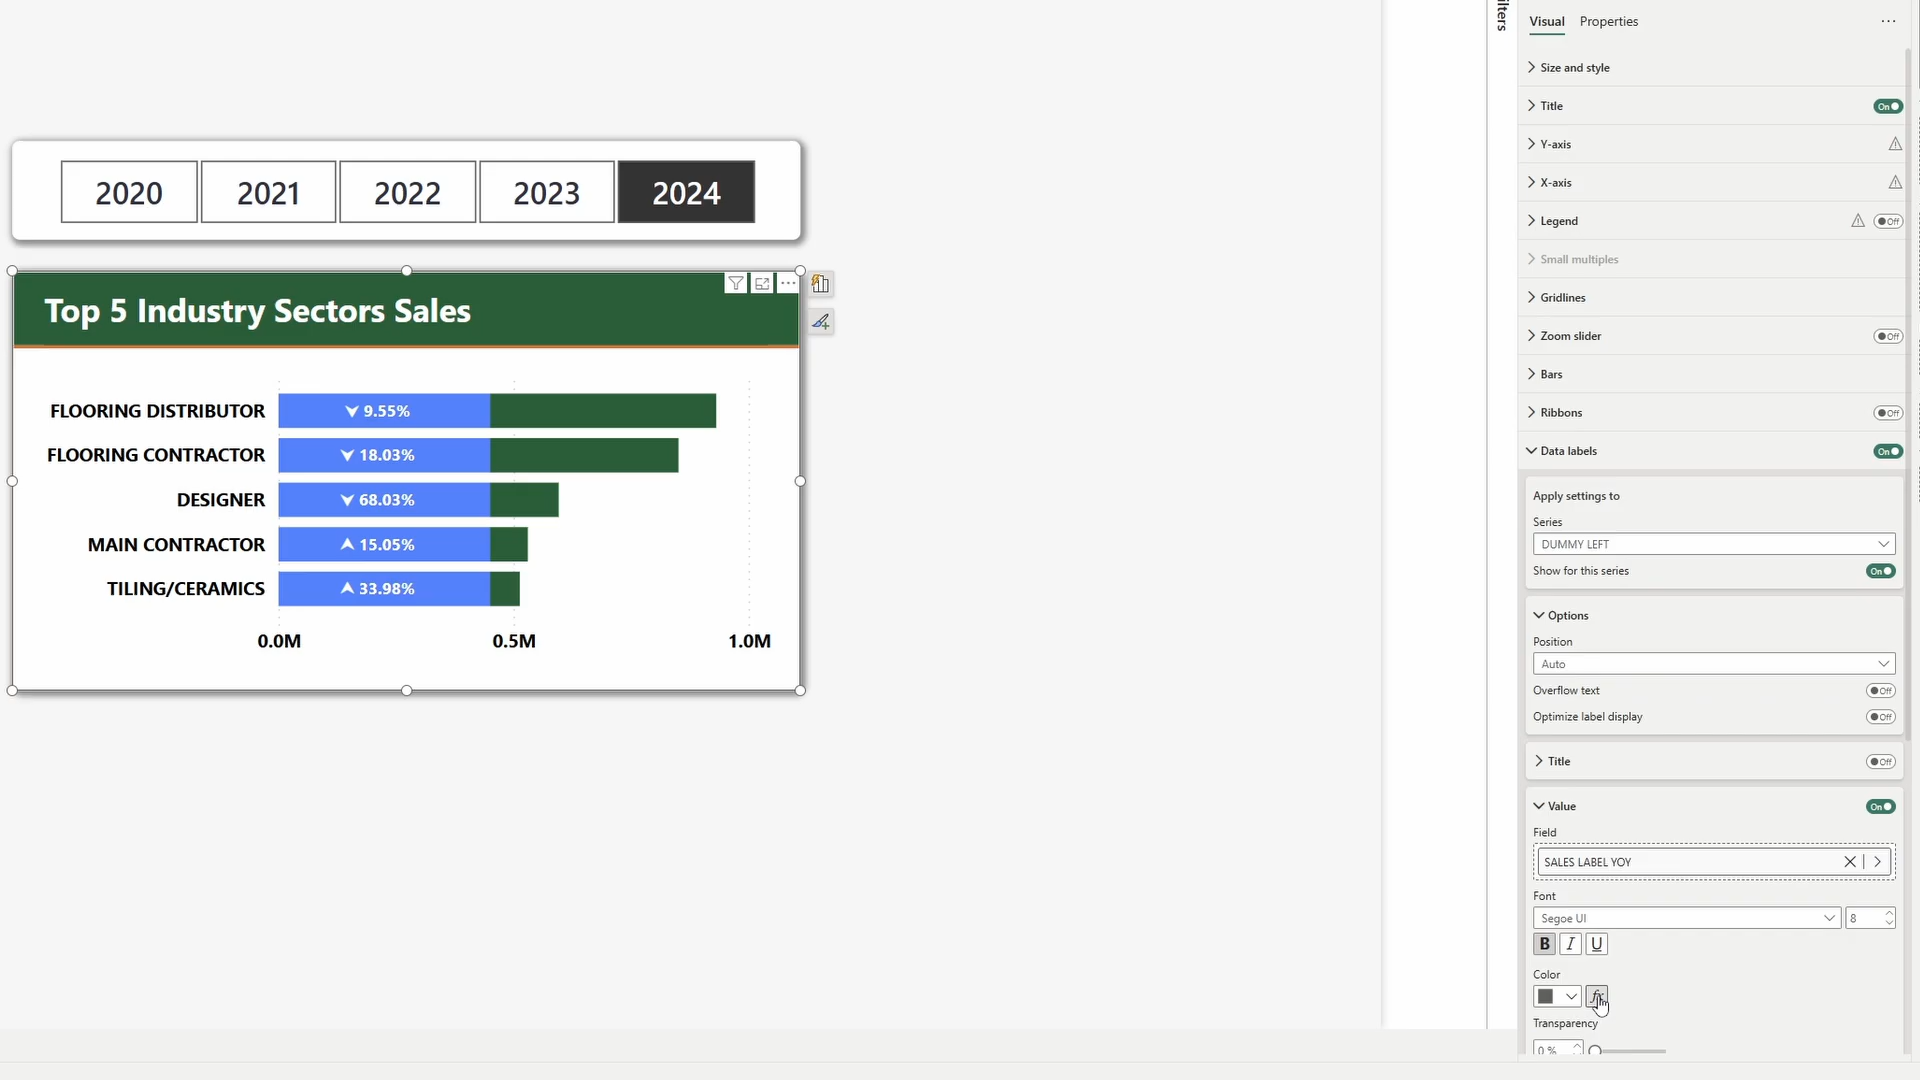 Filters
Visual Properties
Size and style
Title On
Y-axis
X-axis
Legend Off
Small multiples
Gridlines
Zoom slider Off
Bars
Ribbons Off
Data labels On
Apply settings to
Series
DUMMY LEFT
Show for this series On
Options
Position
Auto
Overflow text Off
Optimize label display Off
Title Off
Value On
Field
SALES LABEL YOY
Font
Segoe UI 8
B I U
Color
Transparency
0 %
2020 2021 2022 2023 2024
Top 5 Industry Sectors Sales
FLOORING DISTRIBUTOR 9.55%
FLOORING CONTRACTOR 18.03%
DESIGNER 68.03%
MAIN CONTRACTOR 15.05%
TILING/CERAMICS 33.98%
0.0M 0.5M 1.0M